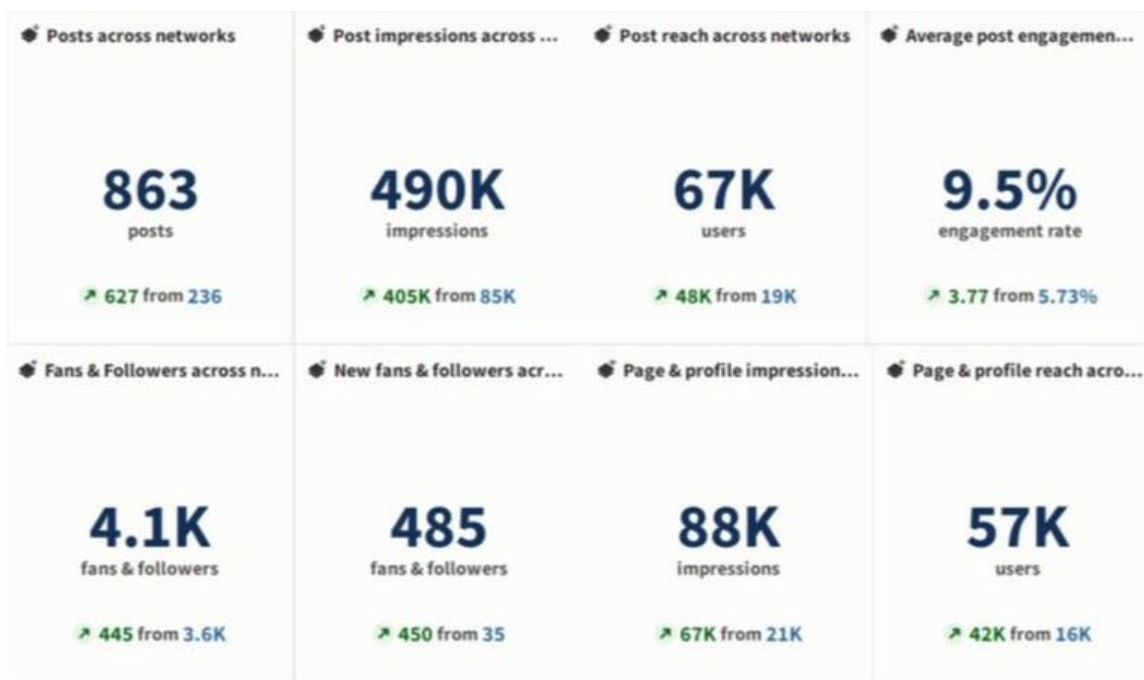 Posts across networks
863
posts
627 from 236
Post impressions across ...
490K
impressions
405K from 85K
Post reach across networks
67K
users
48K from 19K
Average post engagemen...
9.5%
engagement rate
3.77 from 5.73%
Fans & Followers across n...
4.1K
fans & followers
445 from 3.6K
New fans & followers acr...
485
fans & followers
450 from 35
Page & profile impression...
88K
impressions
67K from 21K
Page & profile reach acro...
57K
users
42K from 16K